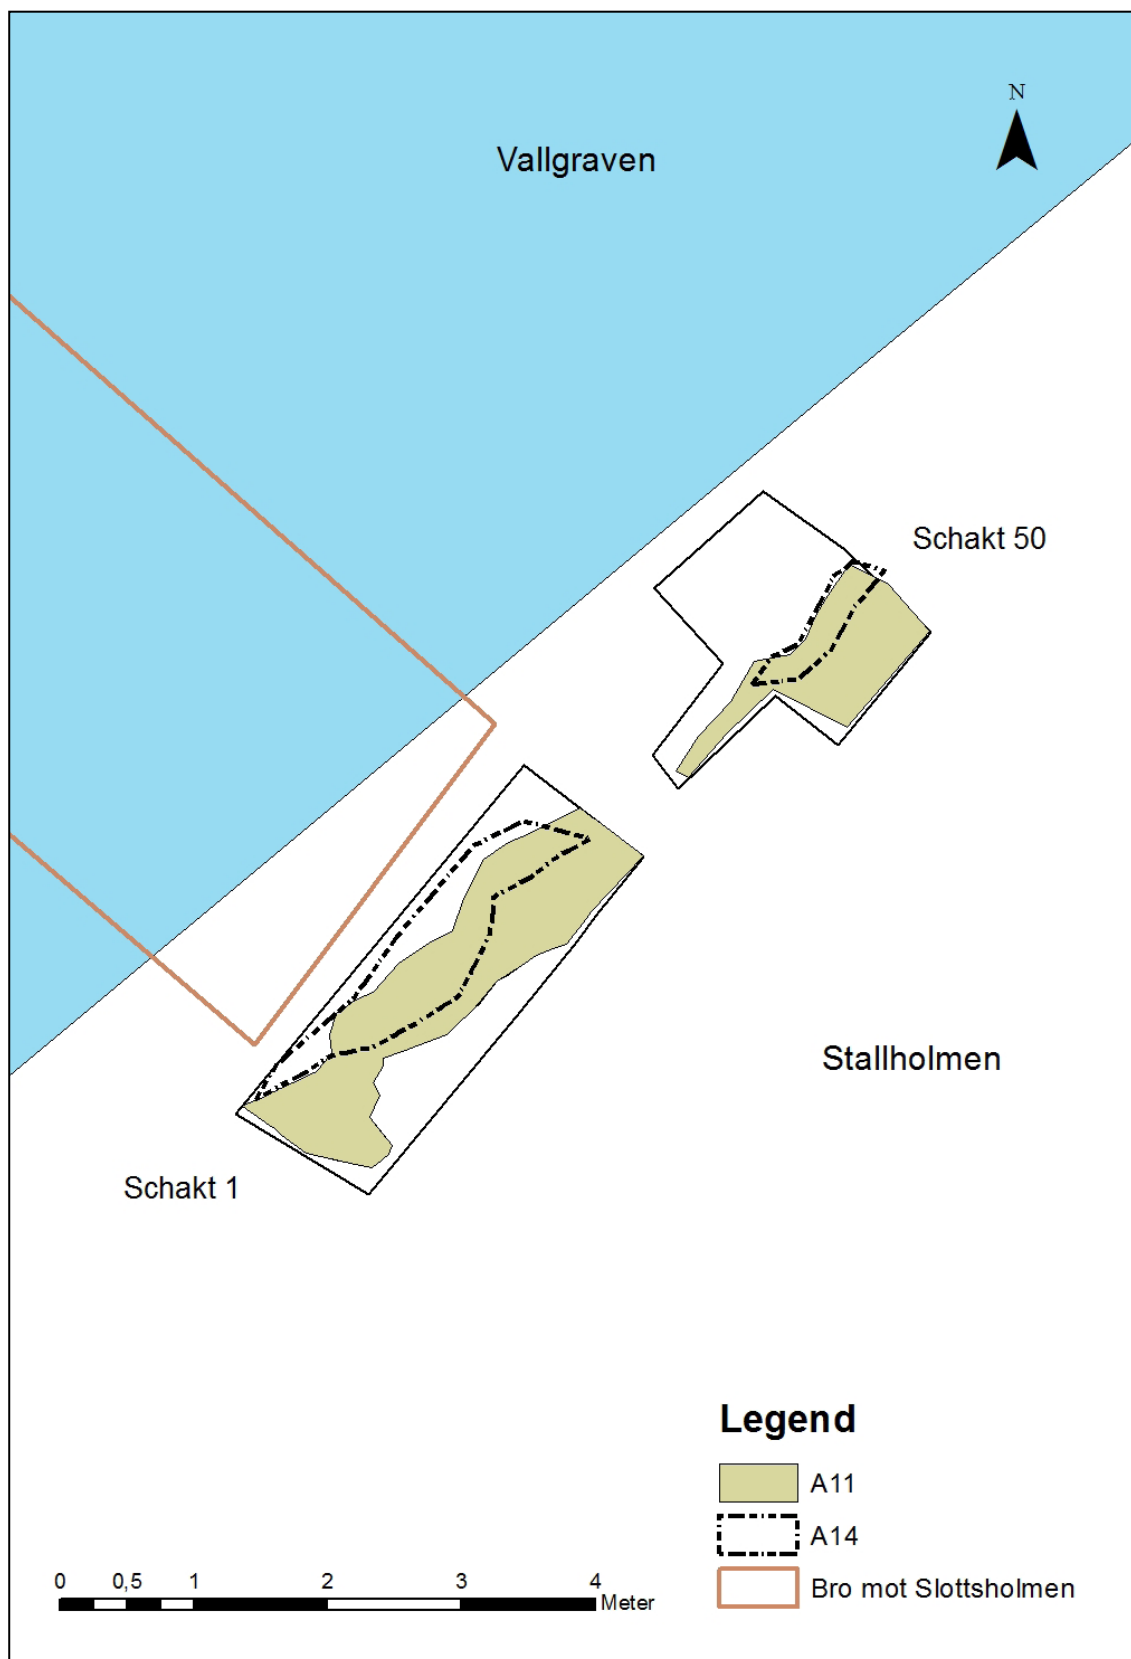 N
Vallgraven
Schakt 50
Stallholmen
Schakt 1
Legend
A11
A14
Bro mot Slottsholmen
0 0,5 1 2 3 4
Meter